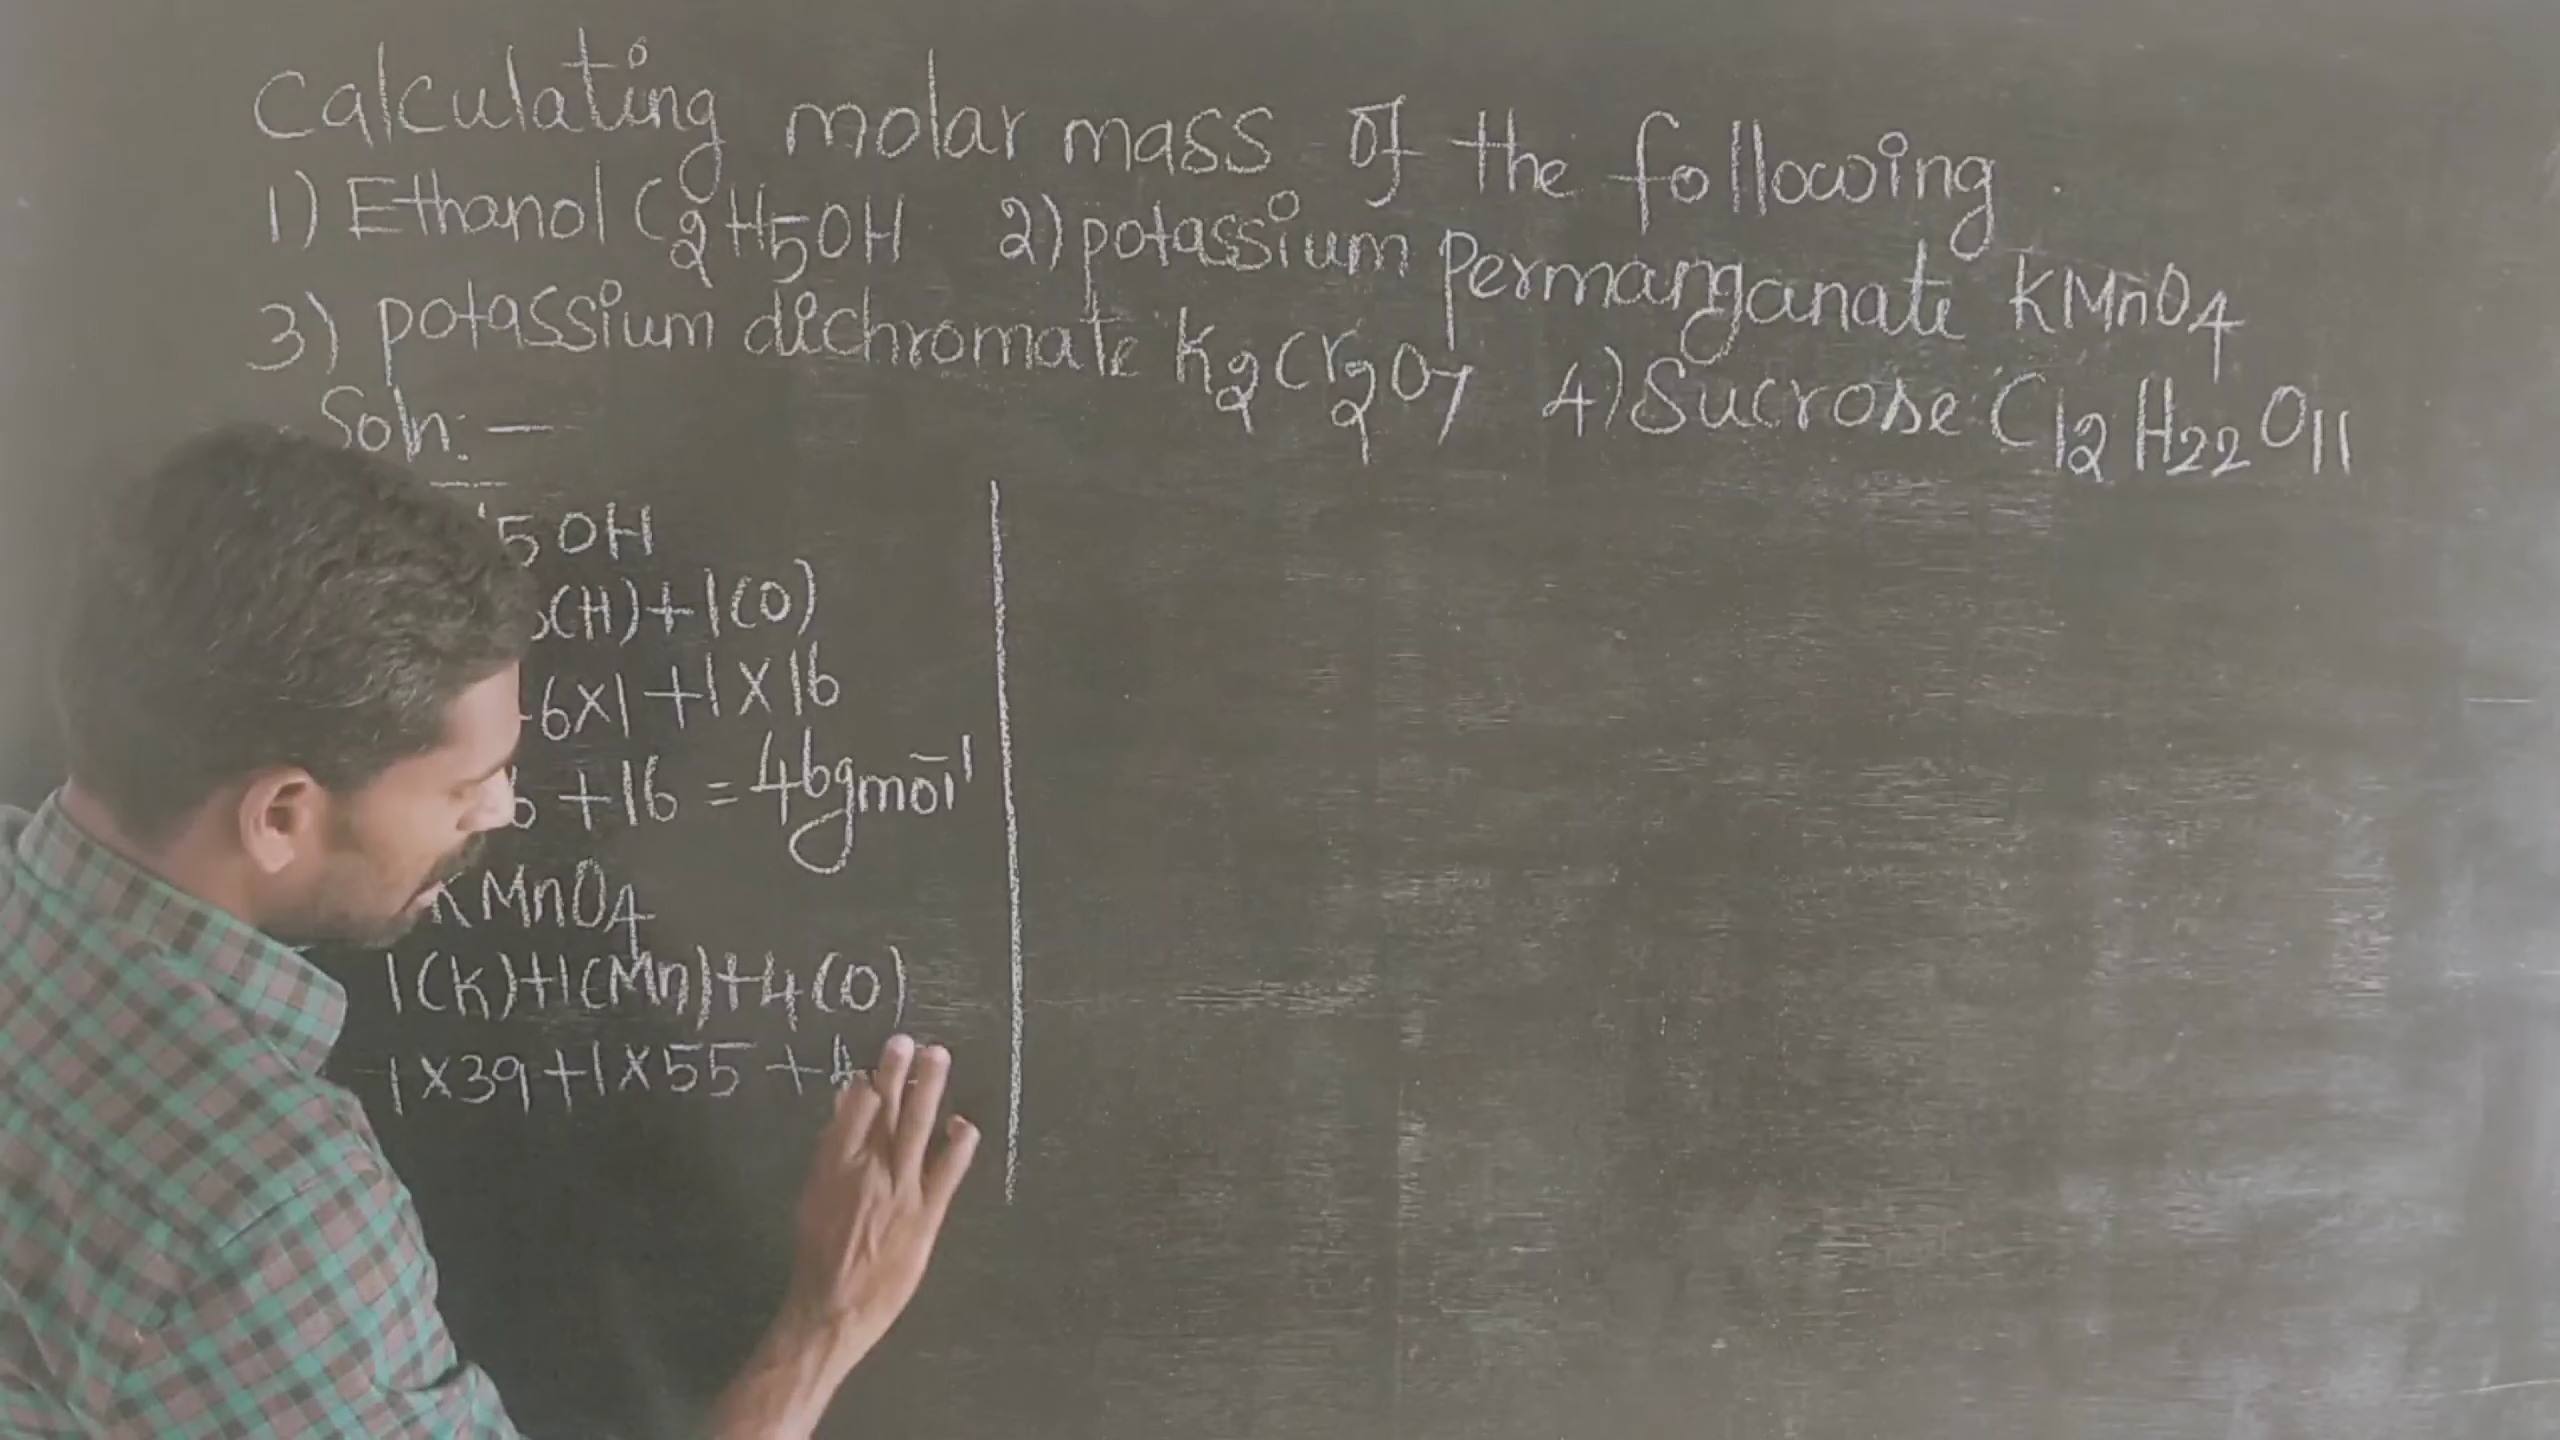 Calculating molar mass of the following.
1) Ethanol C2H5OH 2) potassium permanganate KMnO4
3) potassium dichromate K2Cr2O7 4) Sucrose C12H22O11
Soln:-
5OH
(H)+1(O)
6×1+1×16
+16 = 46gmol⁻¹
KMnO4
1(K)+1(Mn)+4(O)
1×39+1×55+4